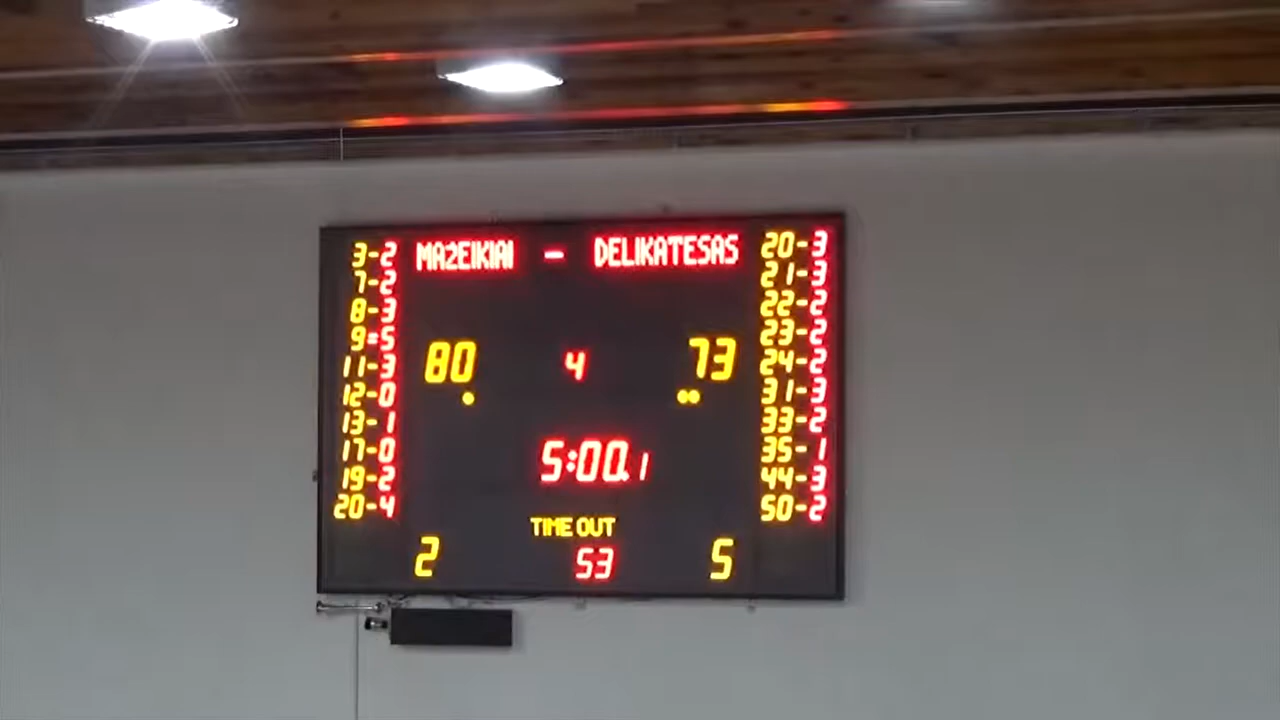 3-2 MAZEIKIAI - DELIKATESAS 20-3
7-2 21-3
8-3 22-2
9=5 80 4 73 23-2
11-3 24-2
12-0 31-3
13-1 33-2
17-0 5:00.1 35-1
19-2 44-3
20-4 TIME OUT 50-2
2 53 5